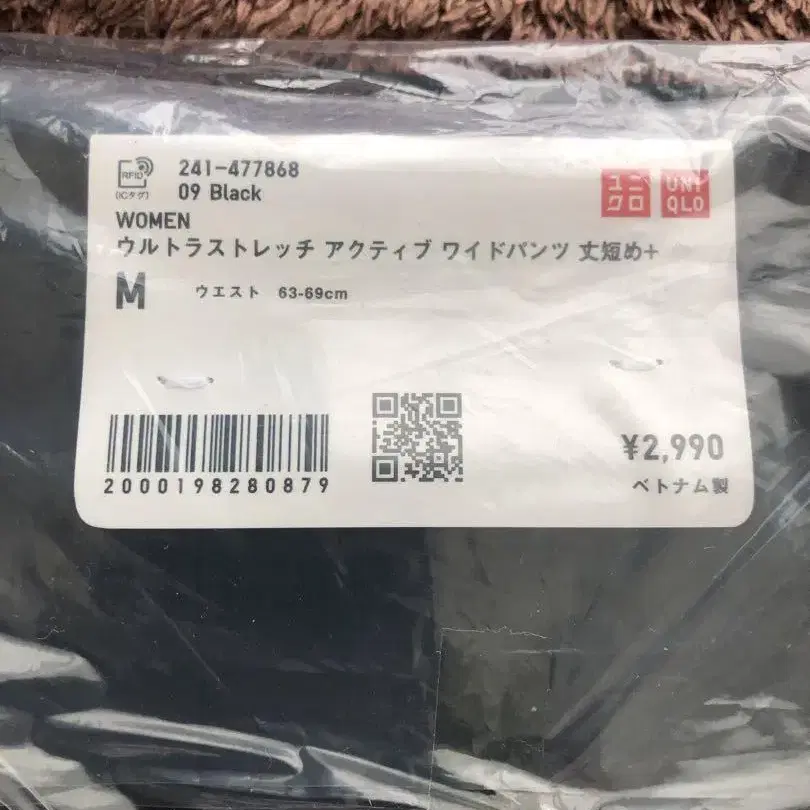 RFID
(ICタグ)
241-477868
09 Black
ユニクロ
UNIQLO
WOMEN
ウルトラストレッチ アクティブ ワイドパンツ 丈短め+
M ウエスト 63-69cm
2000198280879
¥2,990
ベトナム製